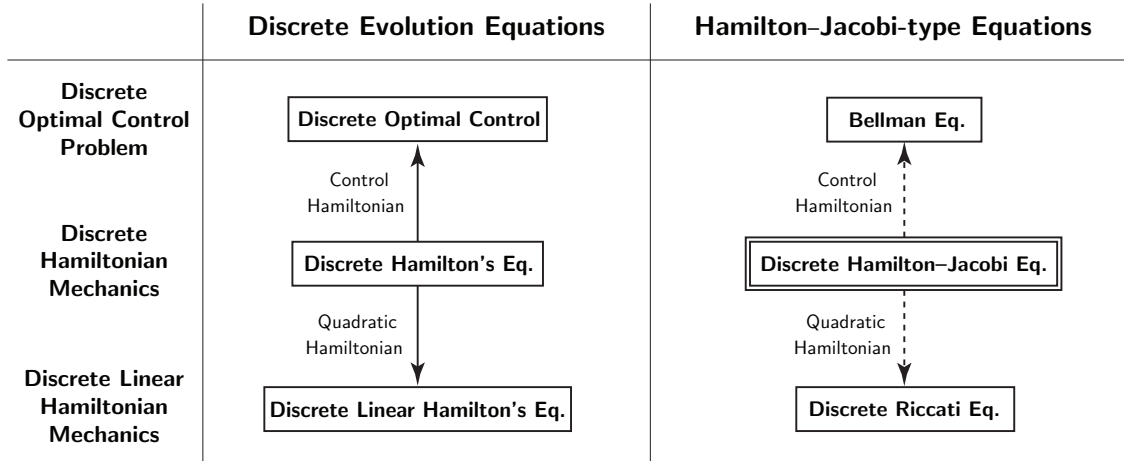 Discrete Evolution Equations
Hamilton–Jacobi-type Equations
Discrete
Optimal Control
Problem
Discrete Optimal Control
Bellman Eq.
Control
Hamiltonian
Control
Hamiltonian
Discrete
Hamiltonian
Mechanics
Discrete Hamilton's Eq.
Discrete Hamilton–Jacobi Eq.
Quadratic
Hamiltonian
Quadratic
Hamiltonian
Discrete Linear
Hamiltonian
Mechanics
Discrete Linear Hamilton's Eq.
Discrete Riccati Eq.